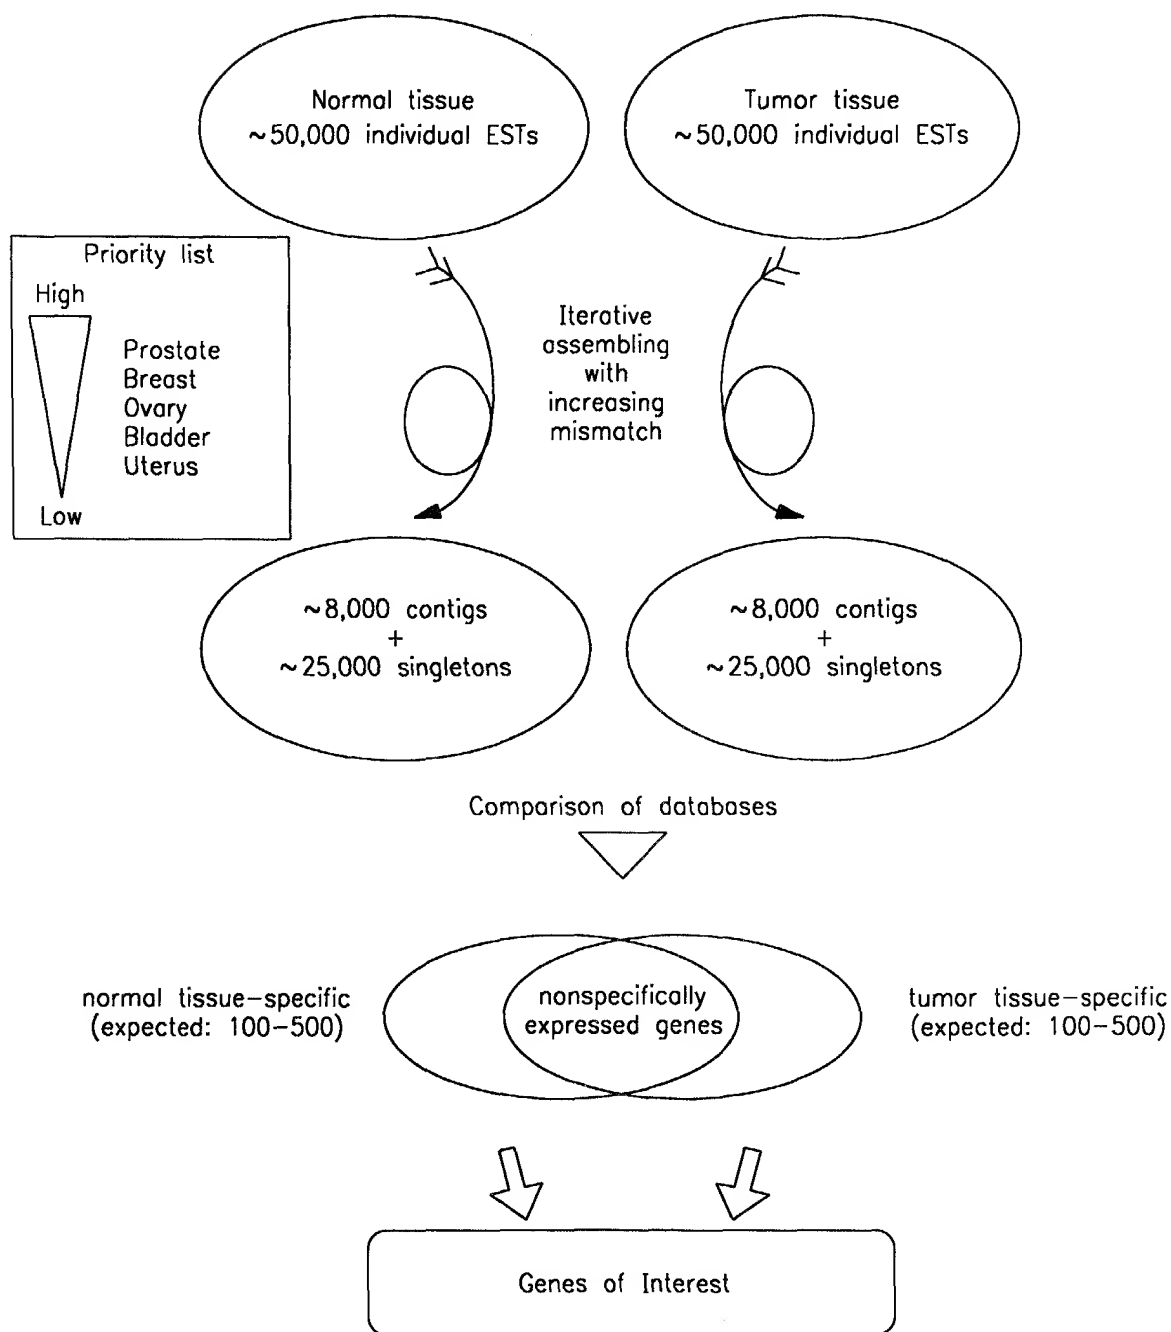 Normal tissue
~50,000 individual ESTs
Tumor tissue
~50,000 individual ESTs
Priority list
High
Prostate
Breast
Ovary
Bladder
Uterus
Low
Iterative
assembling
with
increasing
mismatch
~8,000 contigs
+
~25,000 singletons
~8,000 contigs
+
~25,000 singletons
Comparison of databases
normal tissue-specific
(expected: 100-500)
nonspecifically
expressed genes
tumor tissue-specific
(expected: 100-500)
Genes of Interest